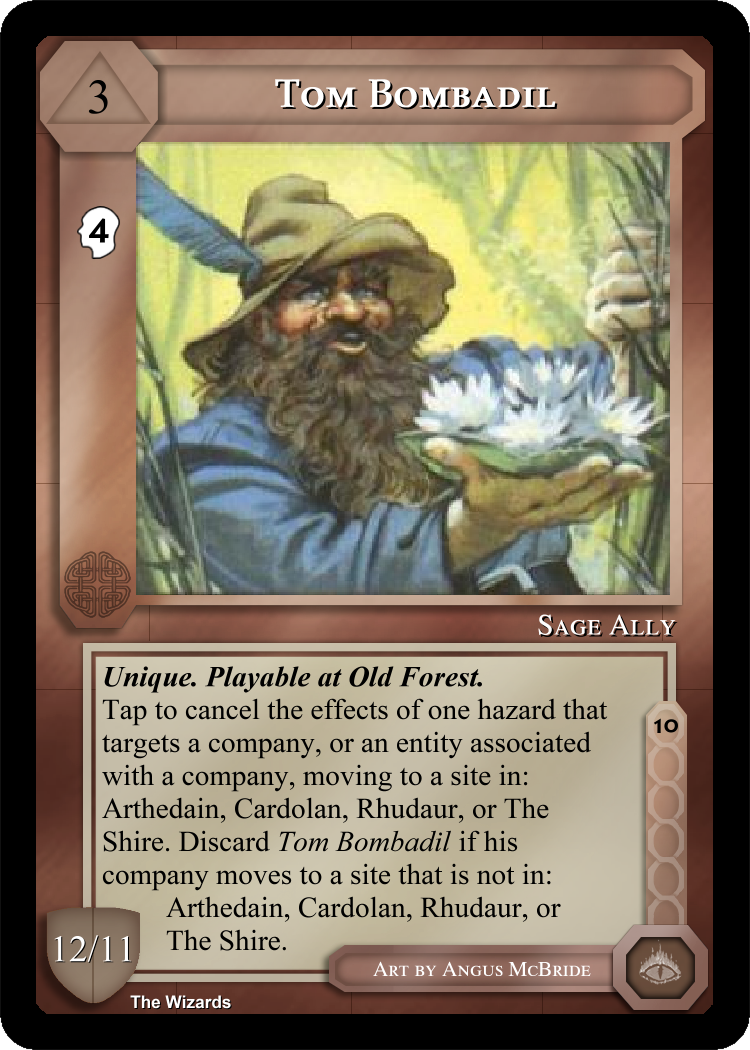 3
Tom Bombadil
4
Sage Ally
Unique. Playable at Old Forest.
Tap to cancel the effects of one hazard that
targets a company, or an entity associated
with a company, moving to a site in:
Arthedain, Cardolan, Rhudaur, or The
Shire. Discard Tom Bombadil if his
company moves to a site that is not in:
Arthedain, Cardolan, Rhudaur, or
The Shire.
10
12/11
Art by Angus McBride
The Wizards